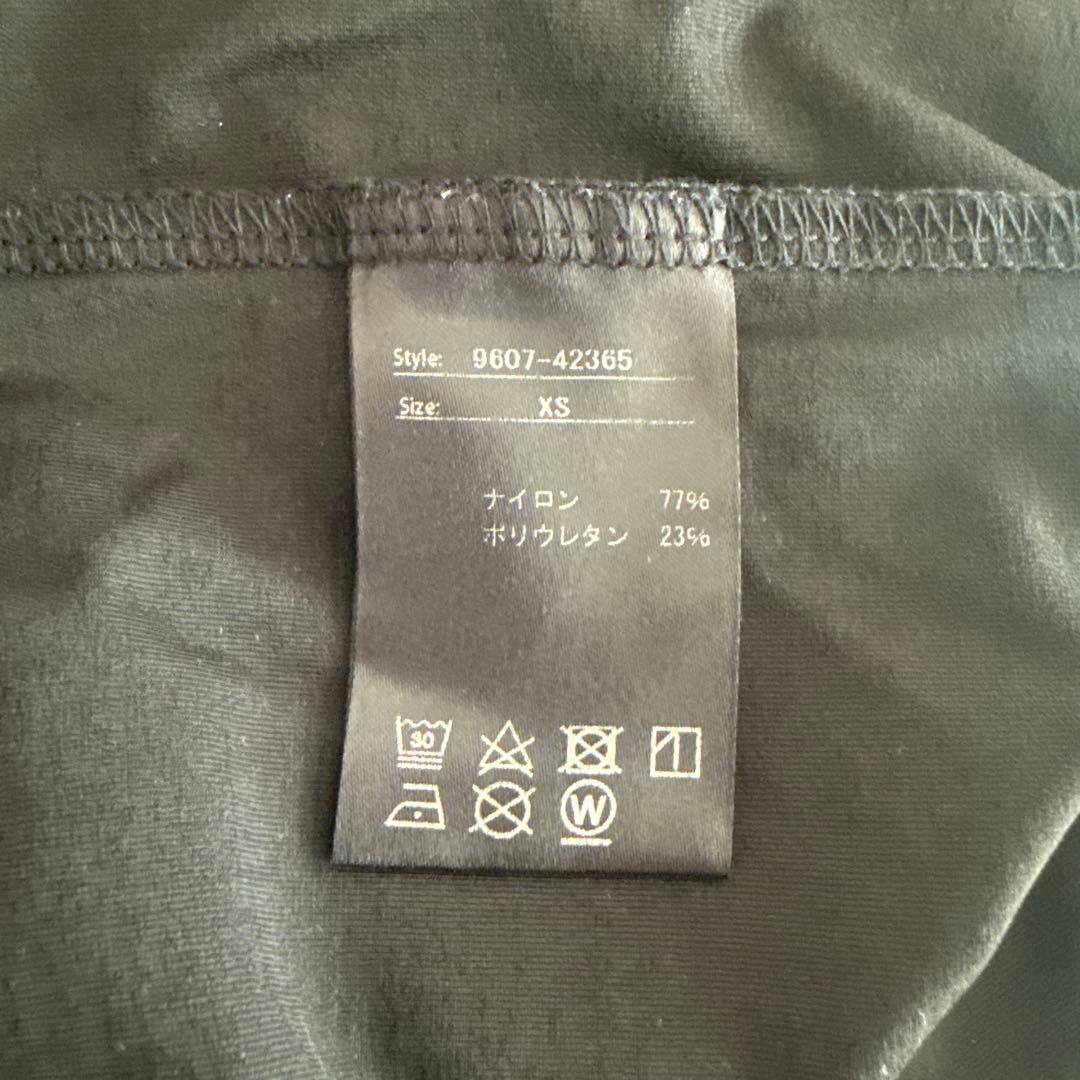 Style: 9607-42365
Size: XS
ナイロン 77%
ポリウレタン 23%
30
W